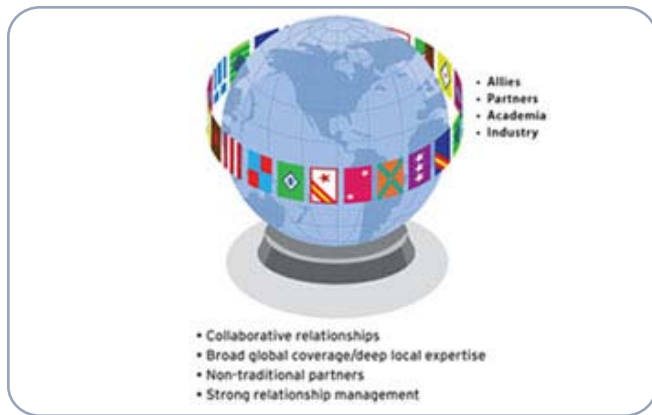 • Allies
• Partners
• Academia
• Industry
• Collaborative relationships
• Broad global coverage/deep local expertise
• Non-traditional partners
• Strong relationship management